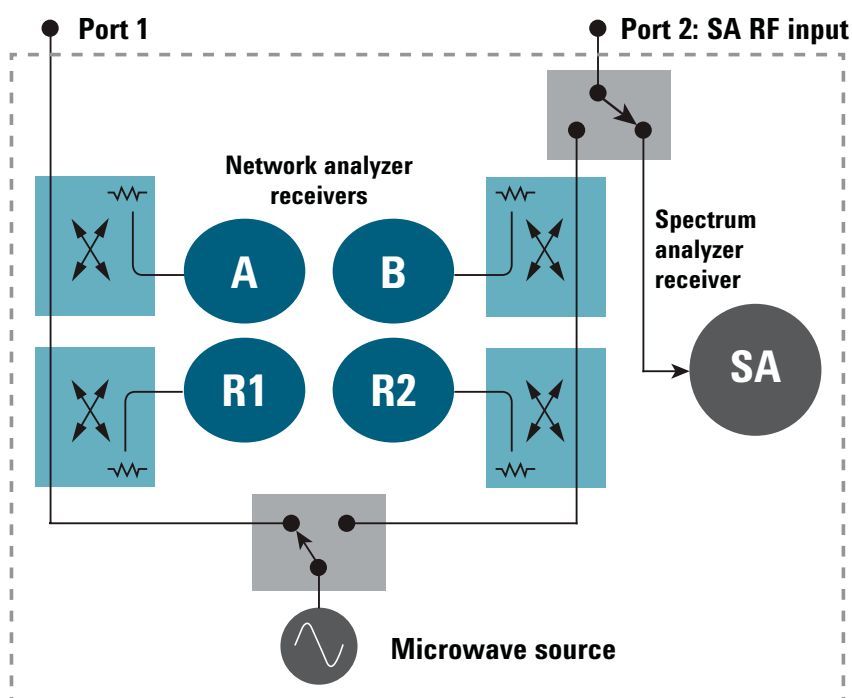 Port 1
Port 2: SA RF input
Network analyzer
receivers
Spectrum
analyzer
receiver
A
B
R1
R2
SA
Microwave source